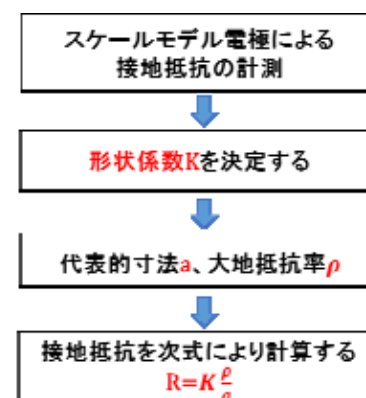 スケールモデル電極による
接地抵抗の計測
形状係数Kを決定する
代表的寸法a、大地抵抗率ρ
接地抵抗を次式により計算する
R=K ρ/a